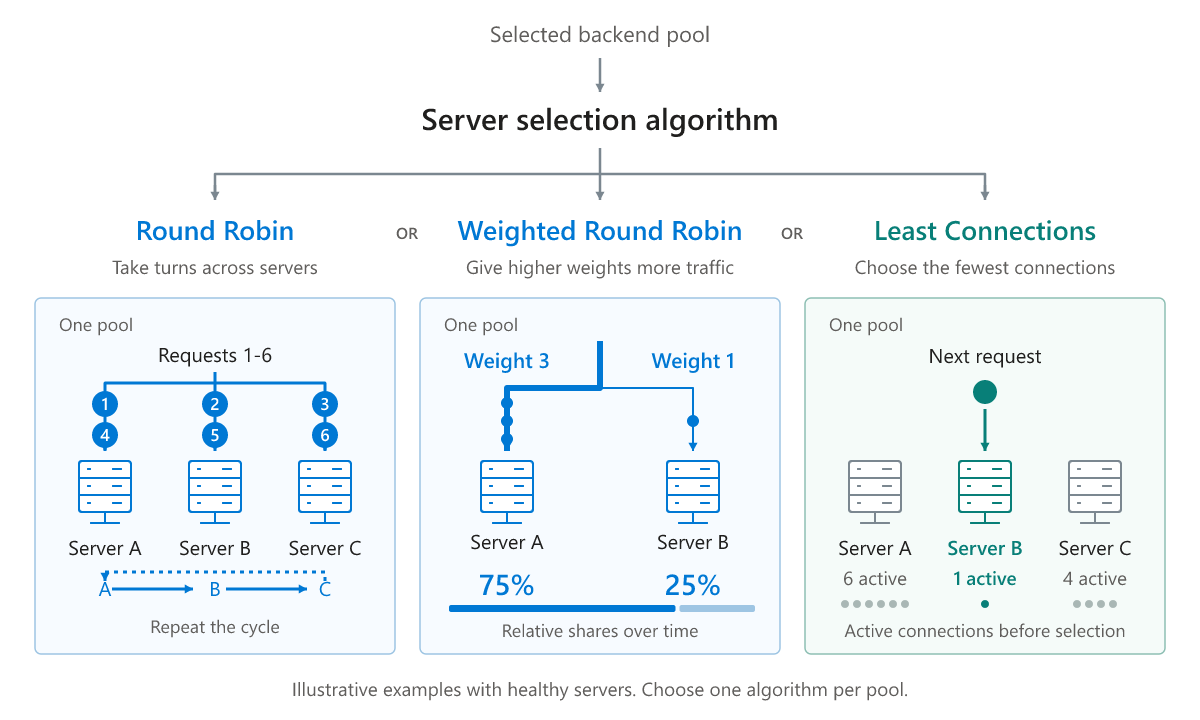 Selected backend pool
Server selection algorithm
Round Robin
OR
Weighted Round Robin
OR
Least Connections
Take turns across servers
Give higher weights more traffic
Choose the fewest connections
One pool
Requests 1-6
1
2
3
4
5
6
Server A
Server B
Server C
A
B
C
Repeat the cycle
One pool
Weight 3
Weight 1
Server A
Server B
75%
25%
Relative shares over time
One pool
Next request
Server A
Server B
Server C
6 active
1 active
4 active
Active connections before selection
Illustrative examples with healthy servers. Choose one algorithm per pool.